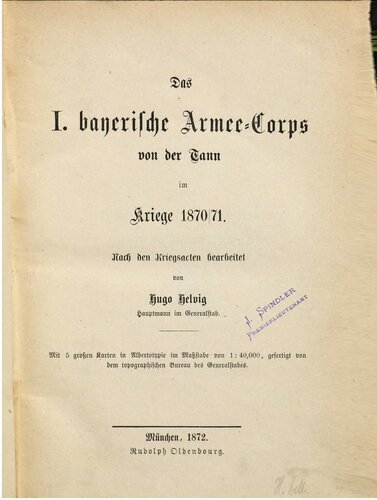 Das
I. bayerische Armee-Corps
von der Tann
im
Kriege 1870/71.
Nach den Kriegsacten bearbeitet
von
Hugo Helvig
Hauptmann im Generalstab.
J. SPINDLER
PREMIERLIEUTENANT
Mit 5 großen Karten in Albertotypie im Maßstabe von 1:40,000, gefertigt von
dem topographischen Bureau des Generalstabes.
München, 1872.
Rudolph Oldenbourg.